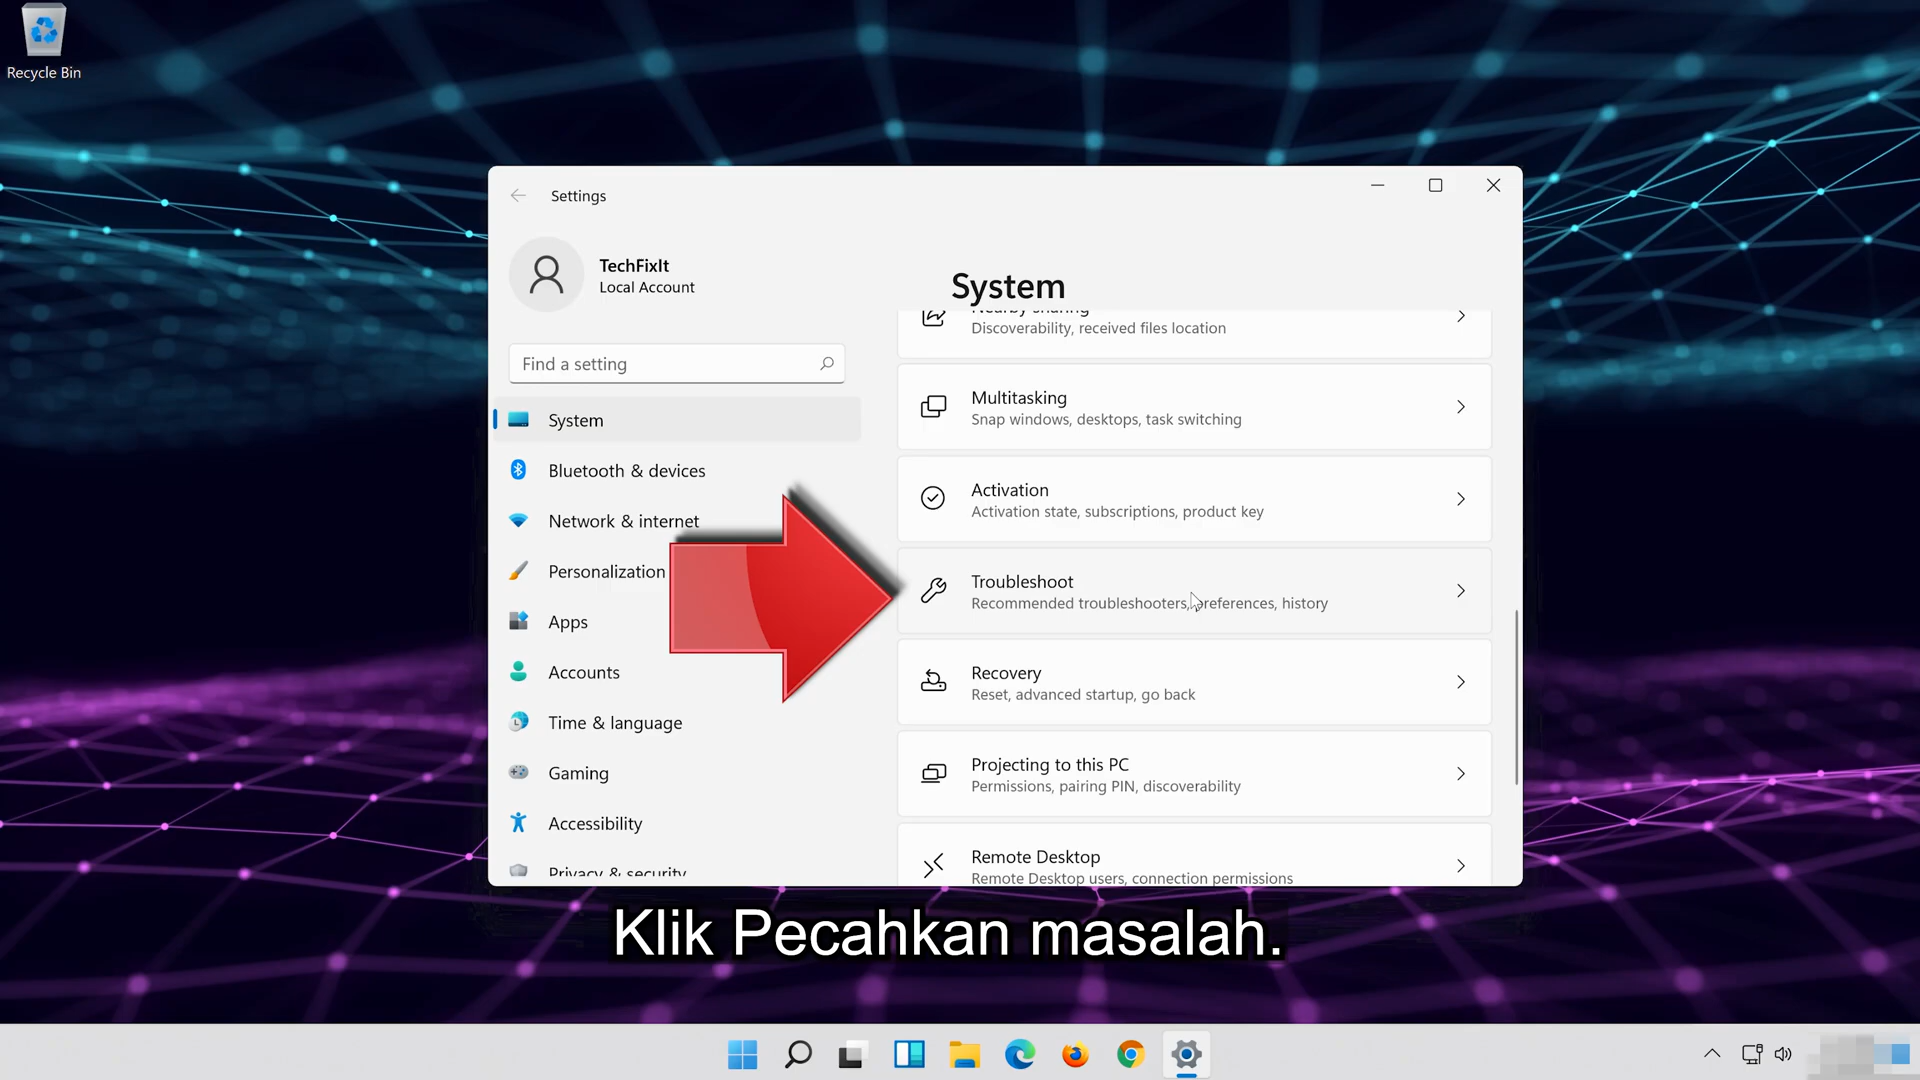 Recycle Bin
Settings
TechFixIt
Local Account
Find a setting
System
Bluetooth & devices
Network & internet
Personalization
Apps
Accounts
Time & language
Gaming
Accessibility
Privacy & security
System
Nearby sharing
Discoverability, received files location
Multitasking
Snap windows, desktops, task switching
Activation
Activation state, subscriptions, product key
Troubleshoot
Recommended troubleshooters, preferences, history
Recovery
Reset, advanced startup, go back
Projecting to this PC
Permissions, pairing PIN, discoverability
Remote Desktop
Remote Desktop users, connection permissions
Klik Pecahkan masalah.